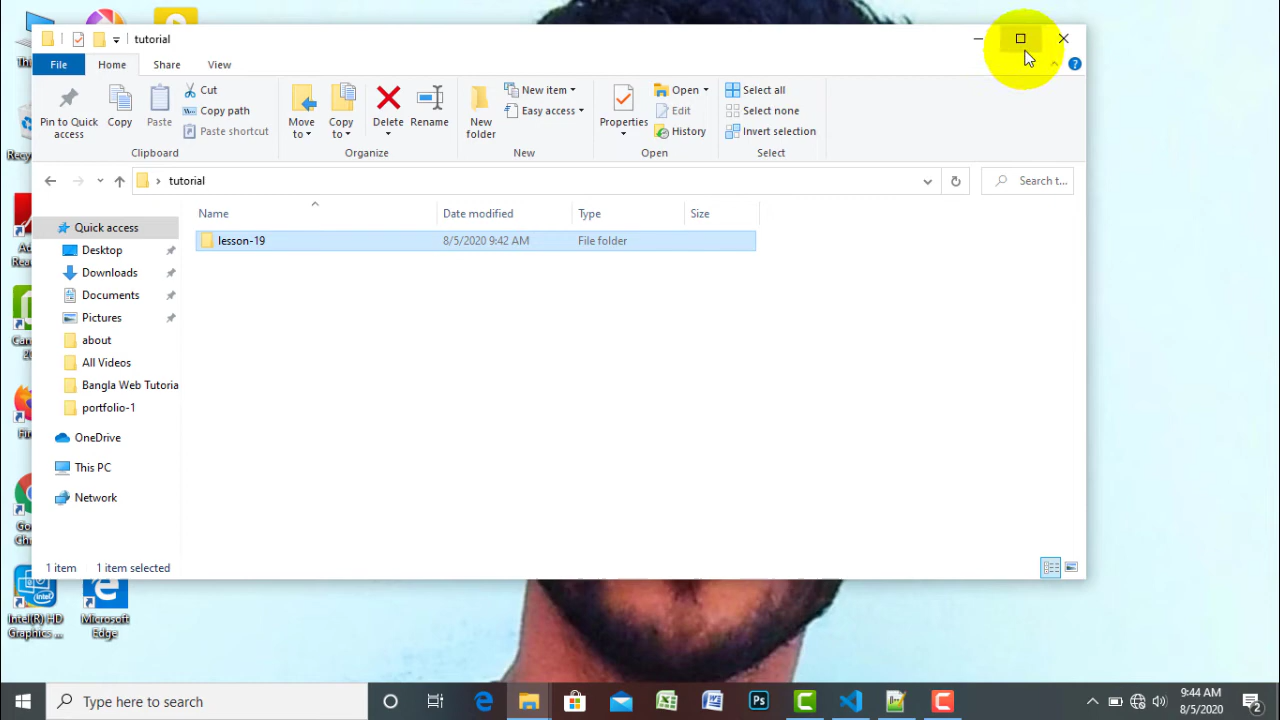 tutorial
File Home Share View
Pin to Quick access
Copy
Paste
Cut
Copy path
Paste shortcut
Clipboard
Move to
Copy to
Delete
Rename
Organize
New folder
New item
Easy access
New
Properties
Open
Edit
History
Open
Select all
Select none
Invert selection
Select
tutorial
Search t...
Name Date modified Type Size
lesson-19 8/5/2020 9:42 AM File folder
Quick access
Desktop
Downloads
Documents
Pictures
about
All Videos
Bangla Web Tutoria
portfolio-1
OneDrive
This PC
Network
1 item 1 item selected
Intel(R) HD
Graphics ...
Microsoft
Edge
Type here to search
9:44 AM
8/5/2020
2